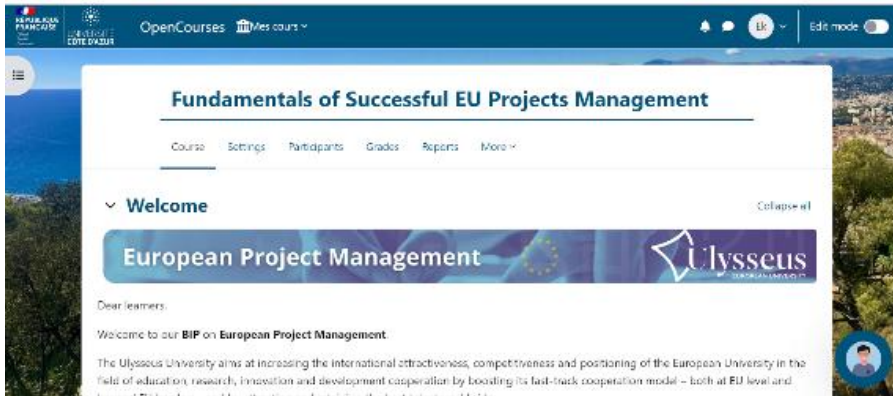 RÉPUBLIQUE
FRANÇAISE
UNIVERSITÉ
CÔTE D'AZUR
OpenCourses
Mes cours
Ek
Edit mode
Fundamentals of Successful EU Projects Management
Course Settings Participants Grades Reports More
Welcome
Collapse all
European Project Management
Ulysseus
EUROPEAN UNIVERSITY
Dear learners,
Welcome to our BIP on European Project Management.
The Ulysseus University aims at increasing the international attractiveness, competitiveness and positioning of the European University in the
field of education, research, innovation and development cooperation by boosting its fast-track cooperation model – both at EU level and